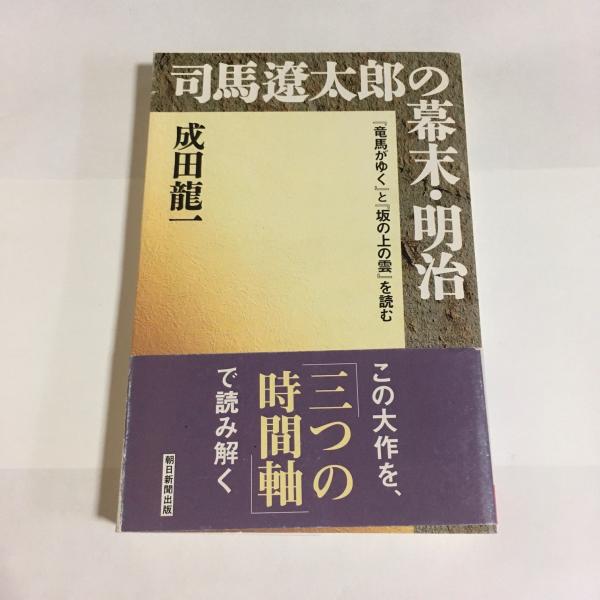 司馬遼太郎の
幕末・明治
『竜馬がゆく』と『坂の上の雲』を読む
成田龍一
この大作を、
「三つの
時間軸」
で読み解く
朝日新聞出版